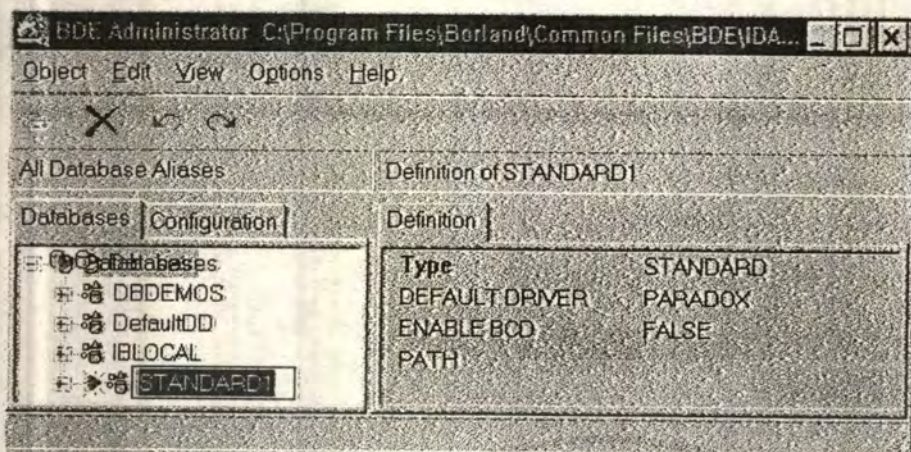 BDE Administrator C:\Program Files\Borland\Common Files\BDE\IDA...
Object Edit View Options Help
All Database Aliases
Definition of STANDARD1
Databases Configuration
Definition
Databases
DBDEMOS
DefaultDD
IBLOCAL
STANDARD1
Type STANDARD
DEFAULT DRIVER PARADOX
ENABLE BCD FALSE
PATH